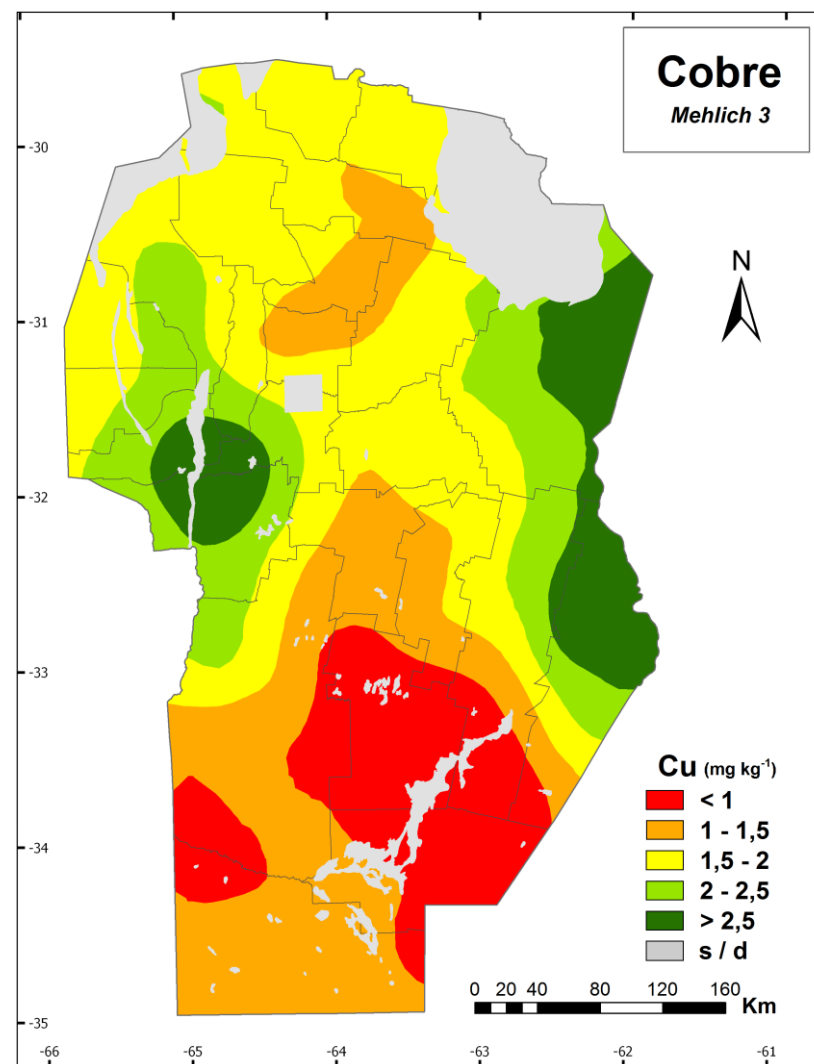 Cobre
Mehlich 3
-30
N
-31
-32
-33
Cu (mg kg⁻¹)
< 1
1 - 1,5
1,5 - 2
-34
2 - 2,5
> 2,5
s / d
0 20 40 80 120 160
Km
-35
-66 -65 -64 -63 -62 -61